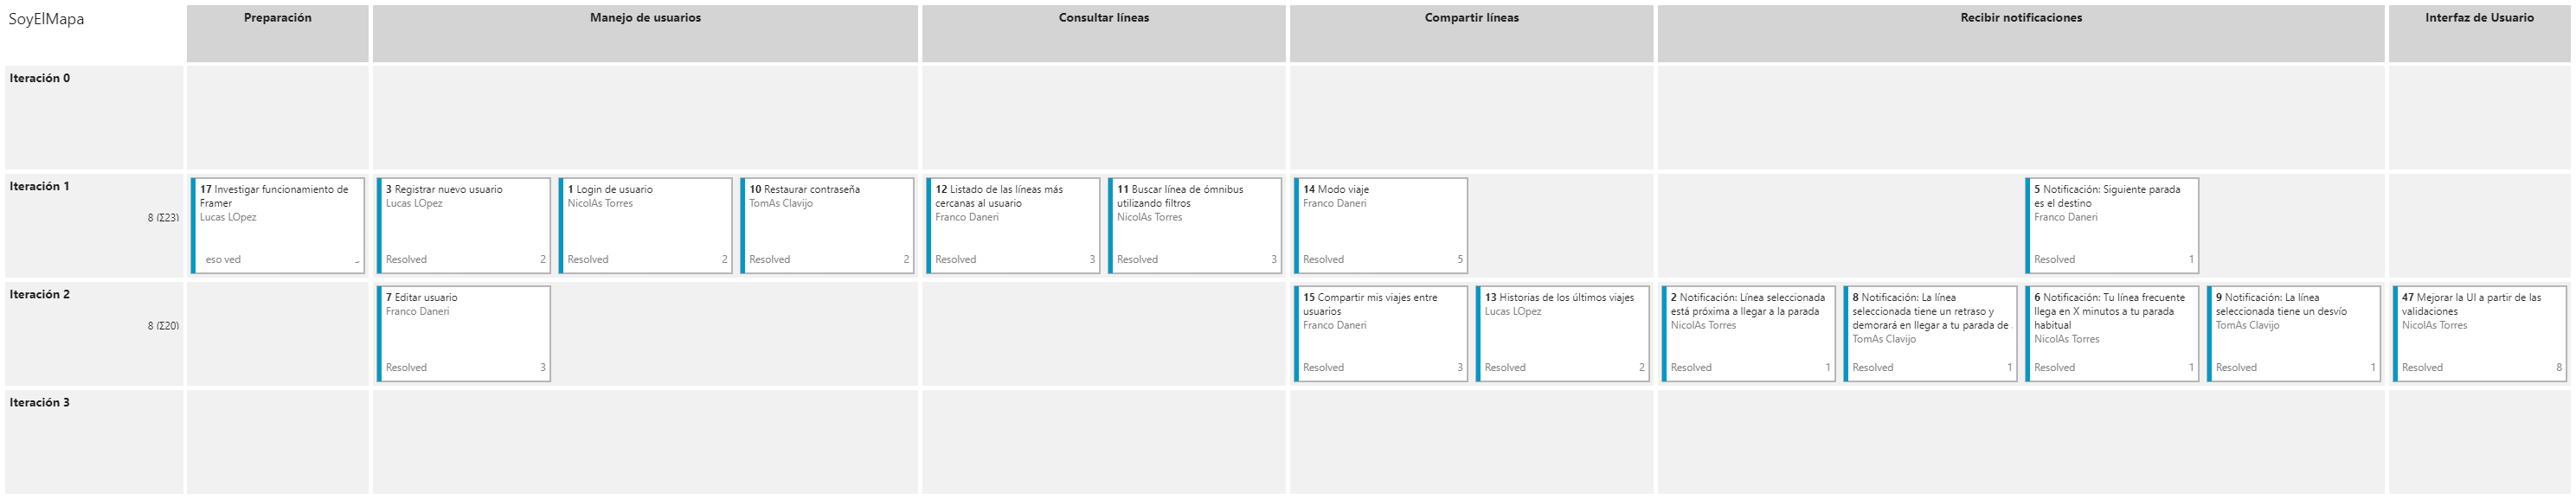 SoyElMapa
Preparación
Manejo de usuarios
Consultar líneas
Compartir líneas
Recibir notificaciones
Interfaz de Usuario
Iteración 0
Iteración 1
8 (Σ23)
17 Investigar funcionamiento de
Framer
Lucas LOpez
eso ved
3 Registrar nuevo usuario
Lucas LOpez
Resolved 2
1 Login de usuario
NicolAs Torres
Resolved 2
10 Restaurar contraseña
TomAs Clavijo
Resolved 2
12 Listado de las líneas más
cercanas al usuario
Franco Daneri
Resolved 3
11 Buscar línea de ómnibus
utilizando filtros
NicolAs Torres
Resolved 3
14 Modo viaje
Franco Daneri
Resolved 5
5 Notificación: Siguiente parada
es el destino
Franco Daneri
Resolved 1
Iteración 2
8 (Σ20)
7 Editar usuario
Franco Daneri
Resolved 3
15 Compartir mis viajes entre
usuarios
Franco Daneri
Resolved 3
13 Historias de los últimos viajes
Lucas LOpez
Resolved 2
2 Notificación: Línea seleccionada
está próxima a llegar a la parada
NicolAs Torres
Resolved 1
8 Notificación: La línea
seleccionada tiene un retraso y
demorará en llegar a tu parada de
TomAs Clavijo
Resolved 1
6 Notificación: Tu línea frecuente
llega en X minutos a tu parada
habitual
NicolAs Torres
Resolved 1
9 Notificación: La línea
seleccionada tiene un desvío
TomAs Clavijo
Resolved 1
47 Mejorar la UI a partir de las
validaciones
NicolAs Torres
Resolved 8
Iteración 3